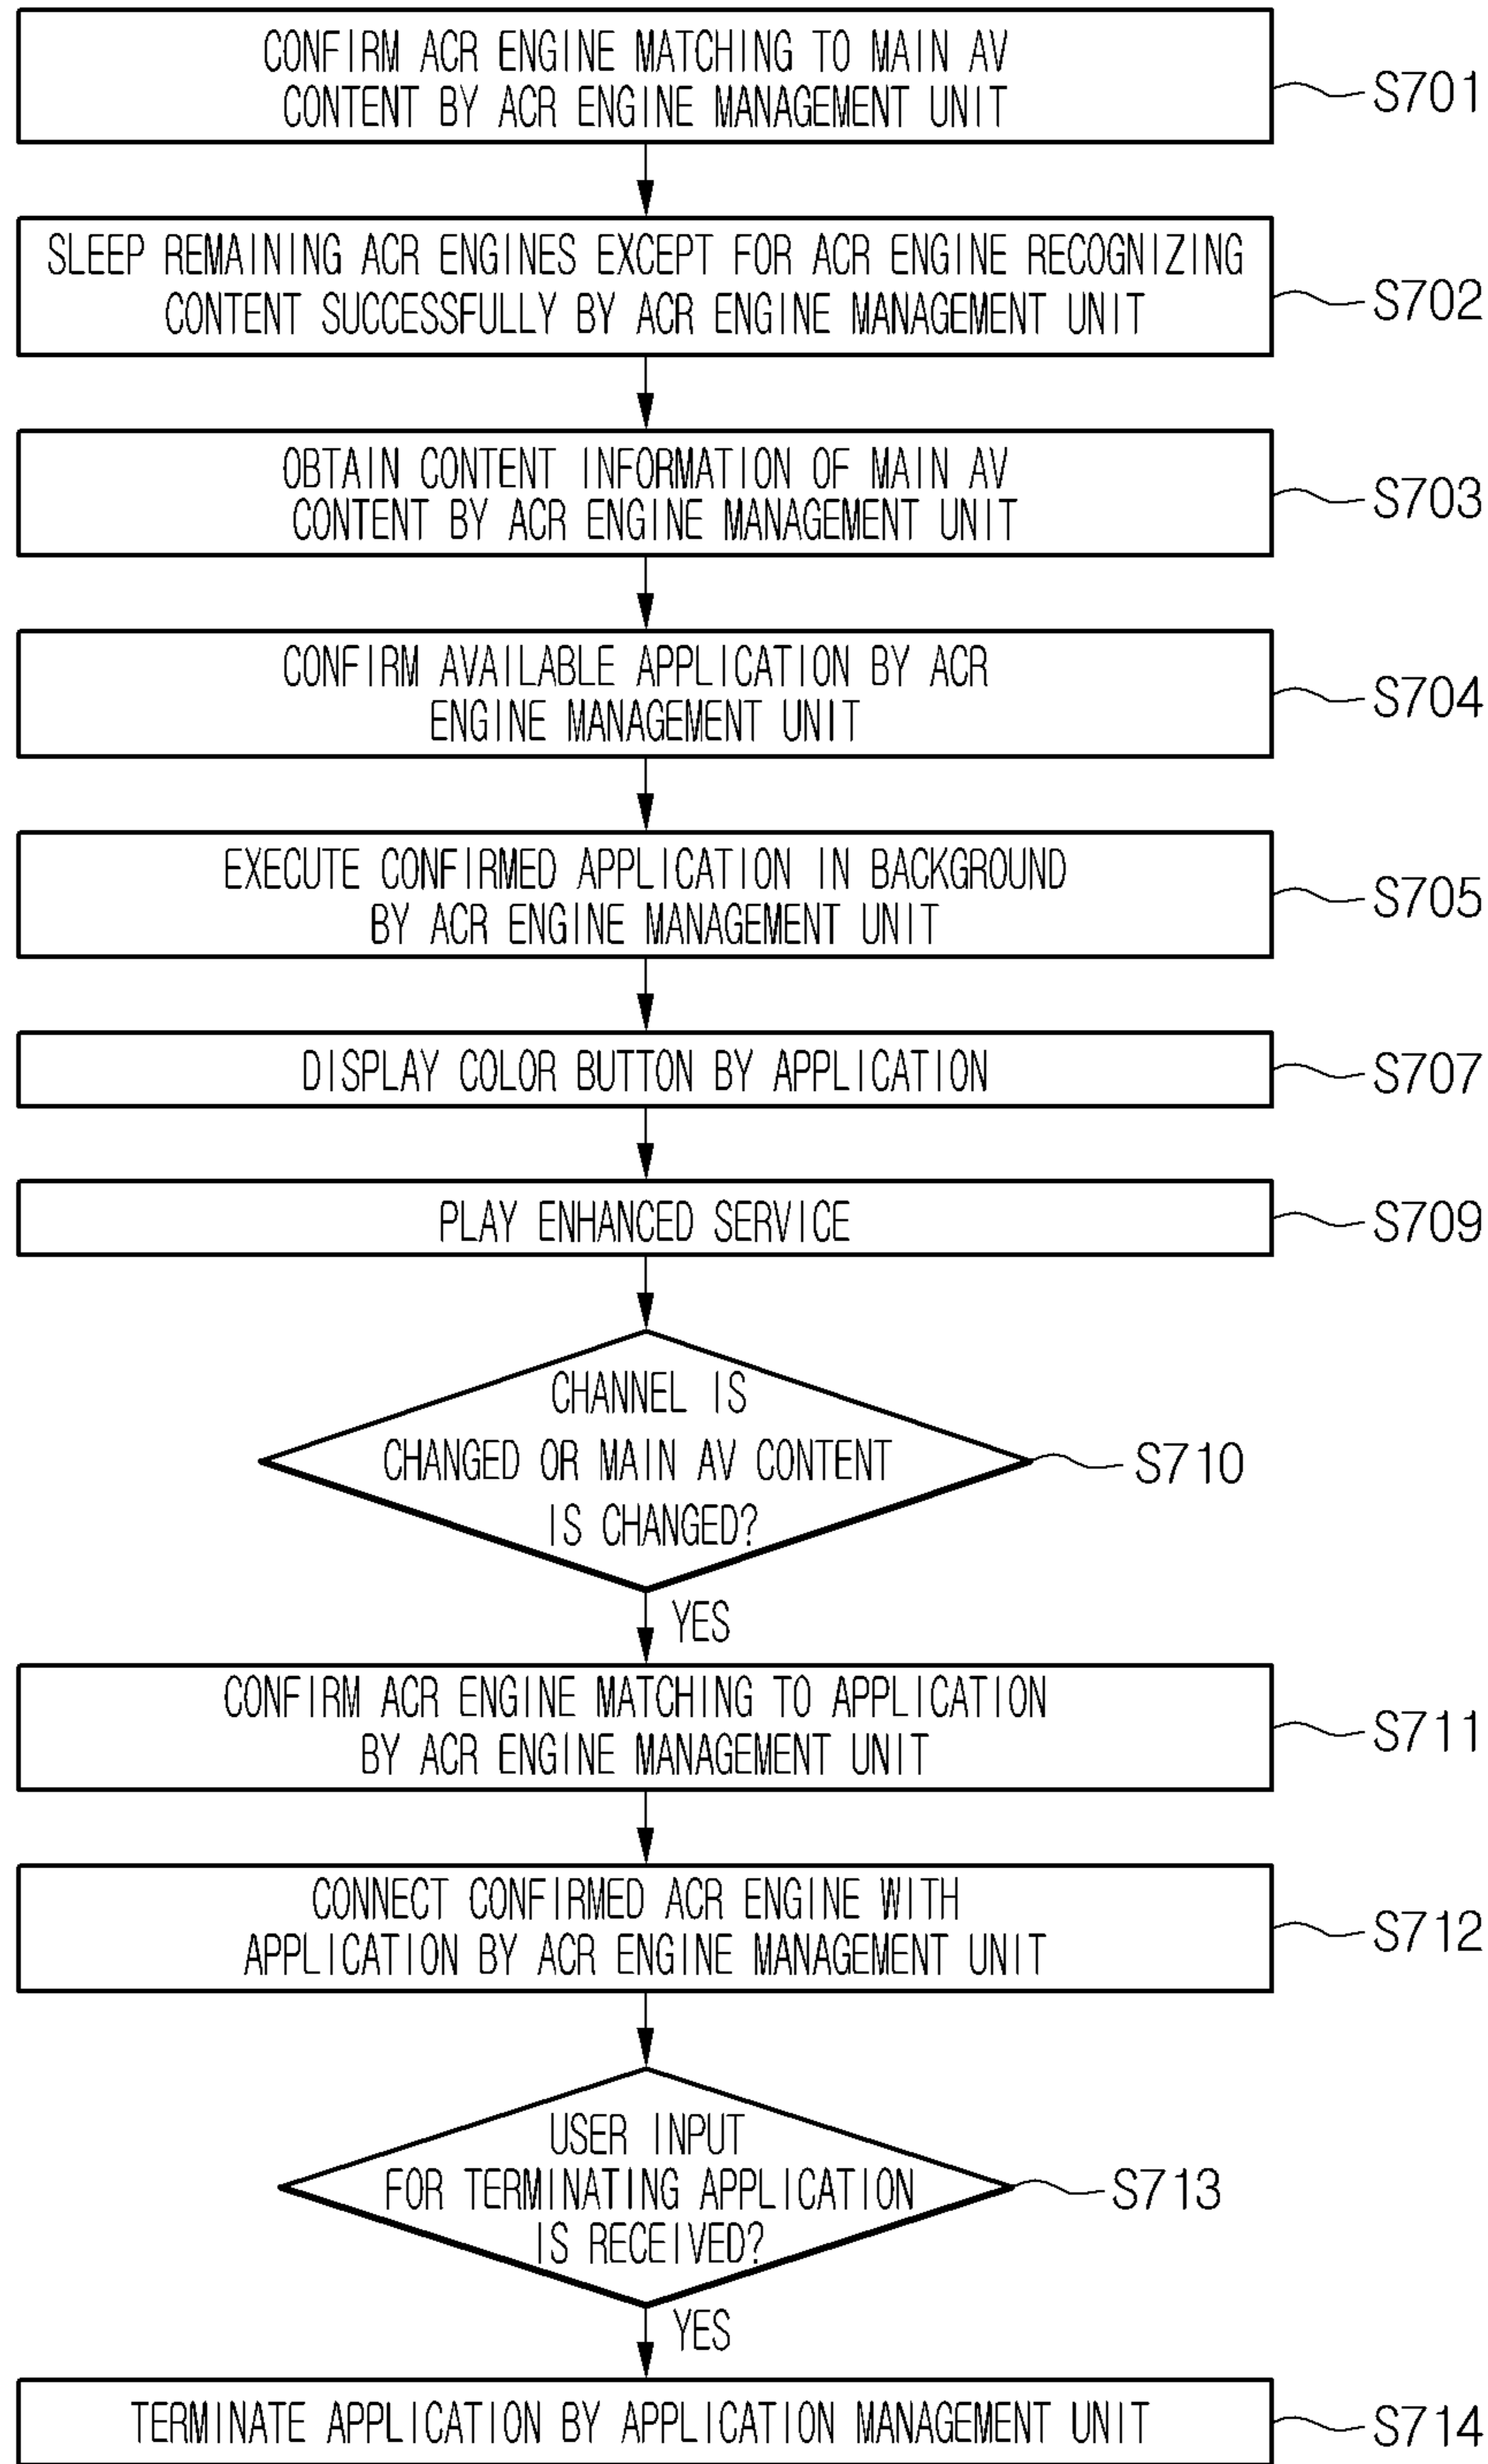 CONFIRM ACR ENGINE MATCHING TO MAIN AV
CONTENT BY ACR ENGINE MANAGEMENT UNIT
S701
SLEEP REMAINING ACR ENGINES EXCEPT FOR ACR ENGINE RECOGNIZING
CONTENT SUCCESSFULLY BY ACR ENGINE MANAGEMENT UNIT
S702
OBTAIN CONTENT INFORMATION OF MAIN AV
CONTENT BY ACR ENGINE MANAGEMENT UNIT
S703
CONFIRM AVAILABLE APPLICATION BY ACR
ENGINE MANAGEMENT UNIT
S704
EXECUTE CONFIRMED APPLICATION IN BACKGROUND
BY ACR ENGINE MANAGEMENT UNIT
S705
DISPLAY COLOR BUTTON BY APPLICATION
S707
PLAY ENHANCED SERVICE
S709
CHANNEL IS
CHANGED OR MAIN AV CONTENT
IS CHANGED?
S710
YES
CONFIRM ACR ENGINE MATCHING TO APPLICATION
BY ACR ENGINE MANAGEMENT UNIT
S711
CONNECT CONFIRMED ACR ENGINE WITH
APPLICATION BY ACR ENGINE MANAGEMENT UNIT
S712
USER INPUT
FOR TERMINATING APPLICATION
IS RECEIVED?
S713
YES
TERMINATE APPLICATION BY APPLICATION MANAGEMENT UNIT
S714